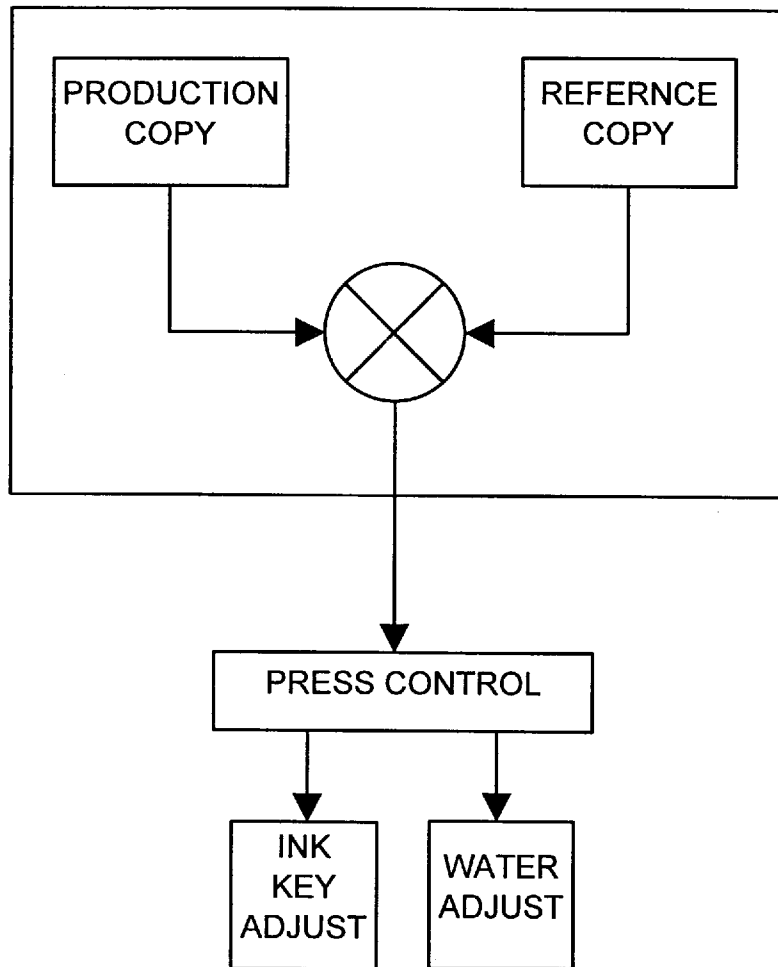 PRODUCTION
COPY
REFERNCE
COPY
PRESS CONTROL
INK
KEY
ADJUST
WATER
ADJUST